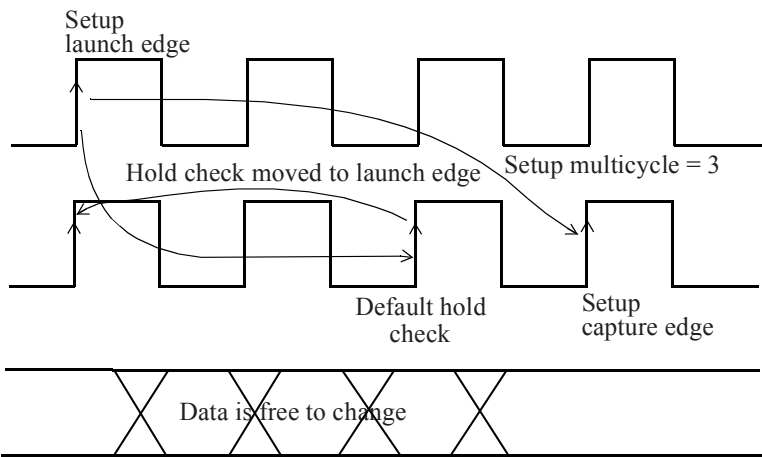 Setup
launch edge
Hold check moved to launch edge
Setup multicycle = 3
Default hold
check
Setup
capture edge
Data is free to change